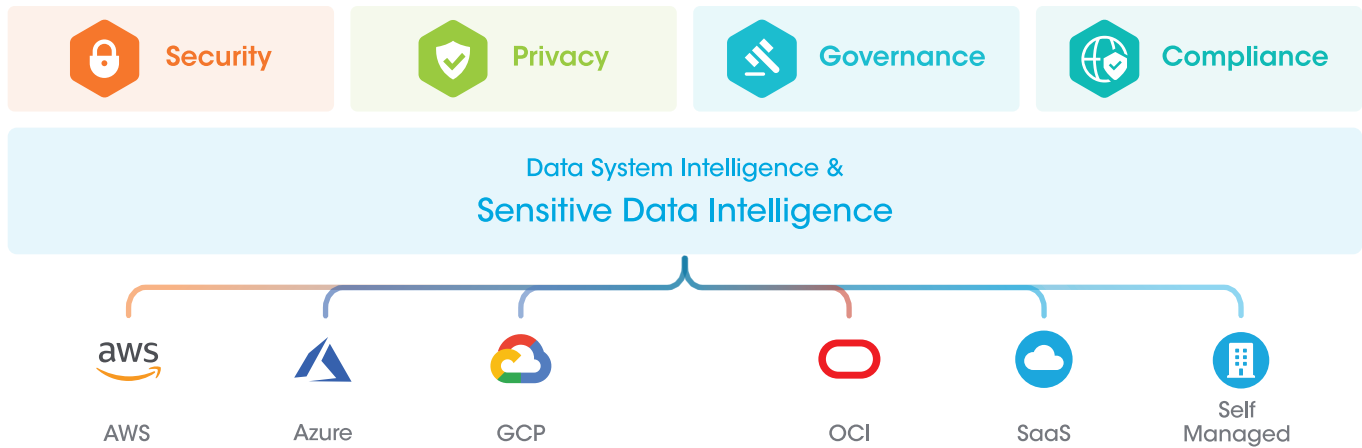 Security
Privacy
Governance
Compliance
Data System Intelligence &
Sensitive Data Intelligence
aws
AWS
Azure
GCP
OCI
SaaS
Self
Managed